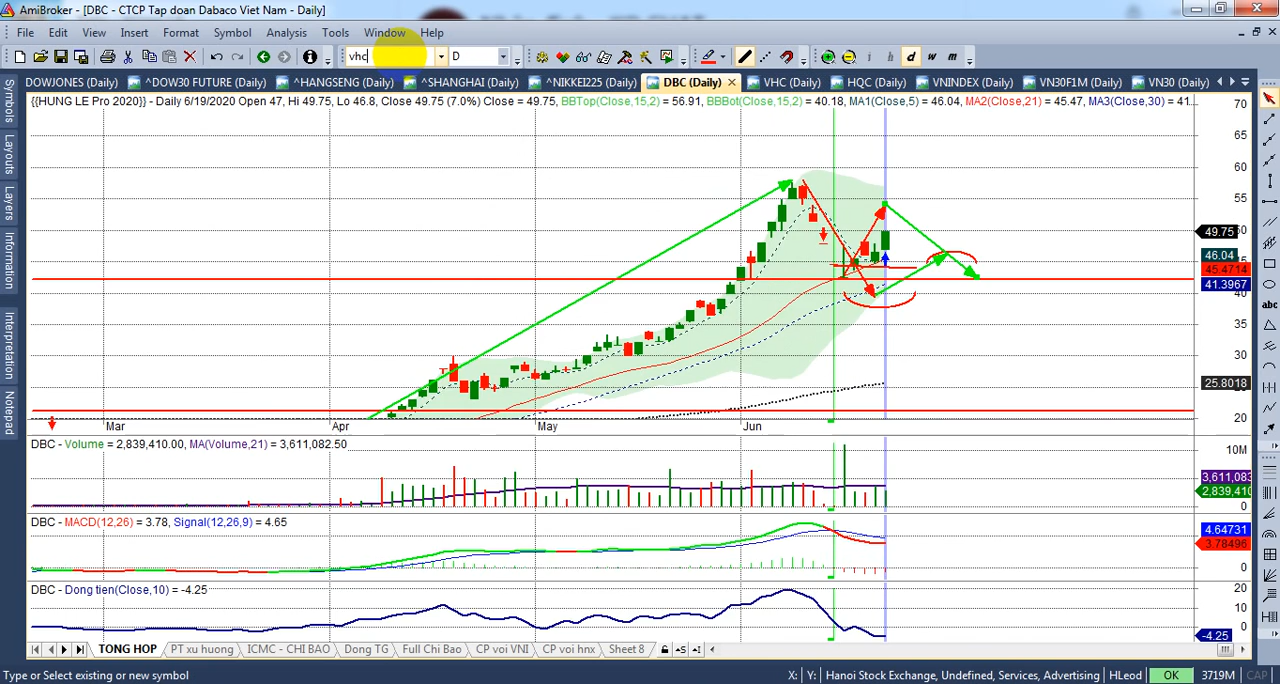 AmiBroker - [DBC - CTCP Tap doan Dabaco Viet Nam - Daily]
File Edit View Insert Format Symbol Analysis Tools Window Help
vhc D i h d w m
DOWJONES (Daily) ^DOW30 FUTURE (Daily) ^HANGSENG (Daily) ^SHANGHAI (Daily) ^NIKKEI225 (Daily) DBC (Daily) VHC (Daily) HQC (Daily) VNINDEX (Daily) VN30F1M (Daily) VN30 (Daily)
{{HUNG LE Pro 2020}} - Daily 6/19/2020 Open 47, Hi 49.75, Lo 46.8, Close 49.75 (7.0%) Close = 49.75, BBTop(Close,15,2) = 56.91, BBBot(Close,15,2) = 40.18, MA1(Close,5) = 46.04, MA2(Close,21) = 45.47, MA3(Close,30) = 41...
Symbols
Layouts
Layers
Information
Interpretation
Notepad
abc
70
65
60
55
49.75
46.04
45.4714
41.3967
40
35
30
25.8018
20
Mar Apr May Jun
DBC - Volume = 2,839,410.00, MA(Volume,21) = 3,611,082.50
10M
3,611,083
2,839,410
DBC - MACD(12,26) = 3.78, Signal(12,26,9) = 4.65
4.64731
3.78496
0
DBC - Dong tien(Close,10) = -4.25
20
10
0
-4.25
TONG HOP PT xu huong ICMC - CHI BAO Dong TG Full Chi Bao CP voi VNI CP voi hnx Sheet 8
Type or Select existing or new symbol X: Y: Hanoi Stock Exchange, Undefined, Services, Advertising HLeod OK 3719M CAP